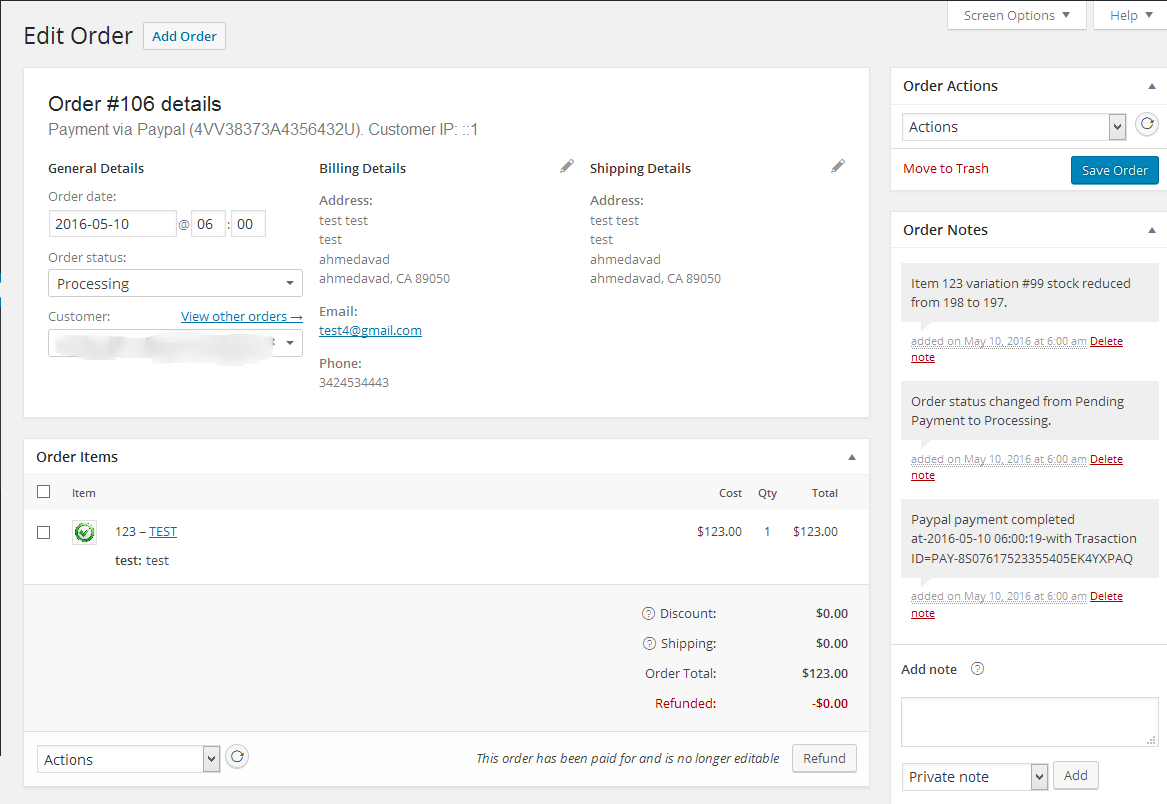 Screen Options
Help
Edit Order
Add Order
Order #106 details
Payment via Paypal (4VV38373A4356432U). Customer IP: ::1
General Details
Order date:
2016-05-10 @ 06 : 00
Order status:
Processing
Customer: View other orders →
Billing Details
Address:
test test
test
ahmedavad
ahmedavad, CA 89050
Email:
test4@gmail.com
Phone:
3424534443
Shipping Details
Address:
test test
test
ahmedavad
ahmedavad, CA 89050
Order Items
Item Cost Qty Total
123 – TEST $123.00 1 $123.00
test: test
Discount: $0.00
Shipping: $0.00
Order Total: $123.00
Refunded: -$0.00
Actions
This order has been paid for and is no longer editable
Refund
Order Actions
Actions
Move to Trash
Save Order
Order Notes
Item 123 variation #99 stock reduced
from 198 to 197.
added on May 10, 2016 at 6:00 am Delete
note
Order status changed from Pending
Payment to Processing.
added on May 10, 2016 at 6:00 am Delete
note
Paypal payment completed
at-2016-05-10 06:00:19-with Trasaction
ID=PAY-8S07617523355405EK4YXPAQ
added on May 10, 2016 at 6:00 am Delete
note
Add note
Private note
Add